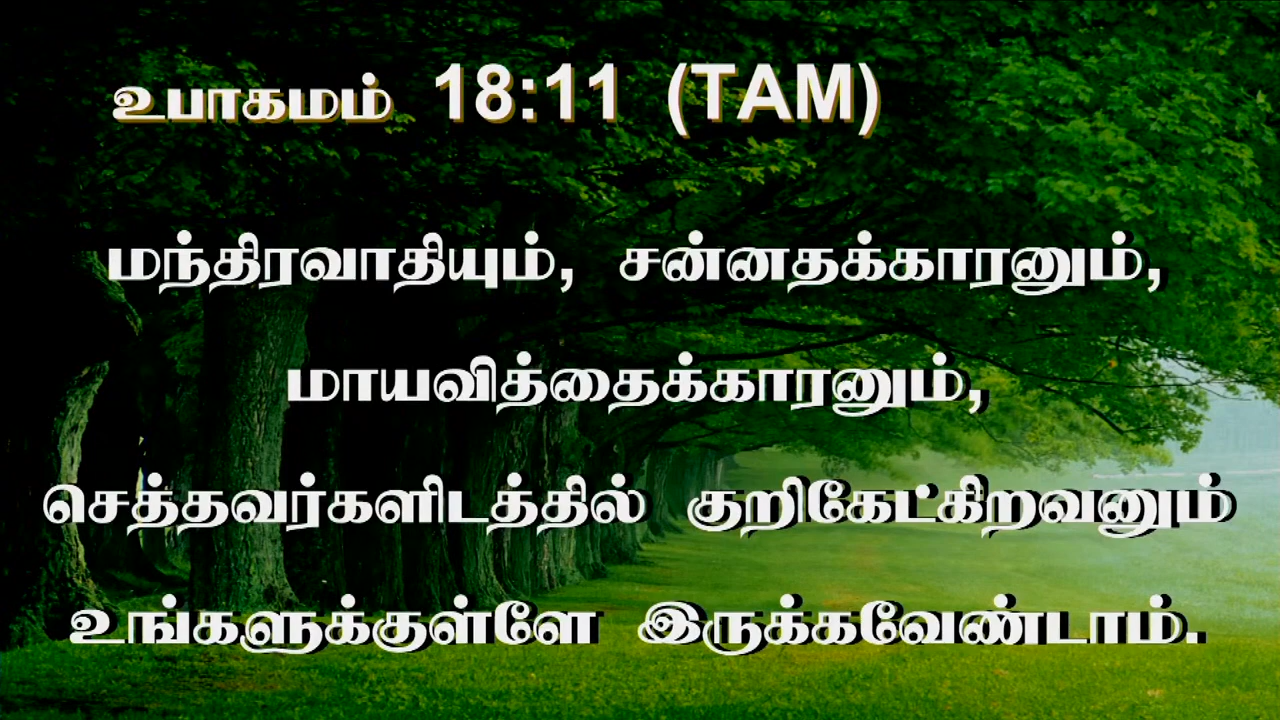 உபாகமம் 18:11 (TAM)
மந்திரவாதியும், சன்னதக்காரனும்,
மாயவித்தைக்காரனும்,
செத்தவர்களிடத்தில் குறிகேட்கிறவனும்
உங்களுக்குள்ளே இருக்கவேண்டாம்.